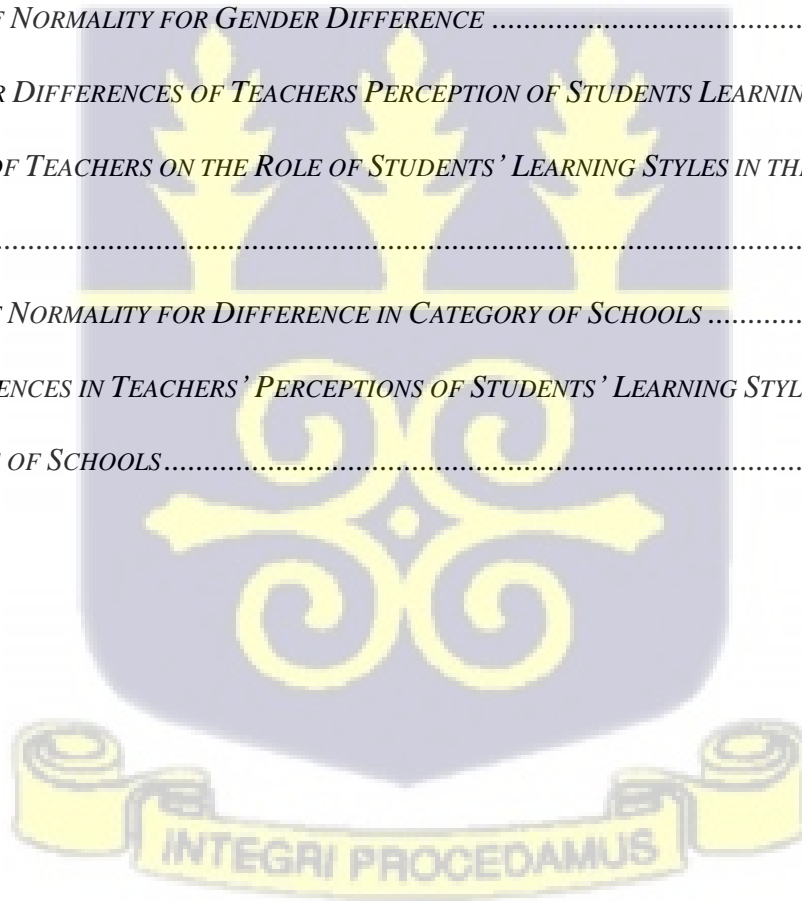 F NORMALITY FOR GENDER DIFFERENCE ..........................................
R DIFFERENCES OF TEACHERS PERCEPTION OF STUDENTS LEARNIN
OF TEACHERS ON THE ROLE OF STUDENTS' LEARNING STYLES IN TH
..........................................................................................
F NORMALITY FOR DIFFERENCE IN CATEGORY OF SCHOOLS ..............
ENCES IN TEACHERS' PERCEPTIONS OF STUDENTS' LEARNING STYL
OF SCHOOLS ..........................................................................
INTEGRI PROCEDAMUS